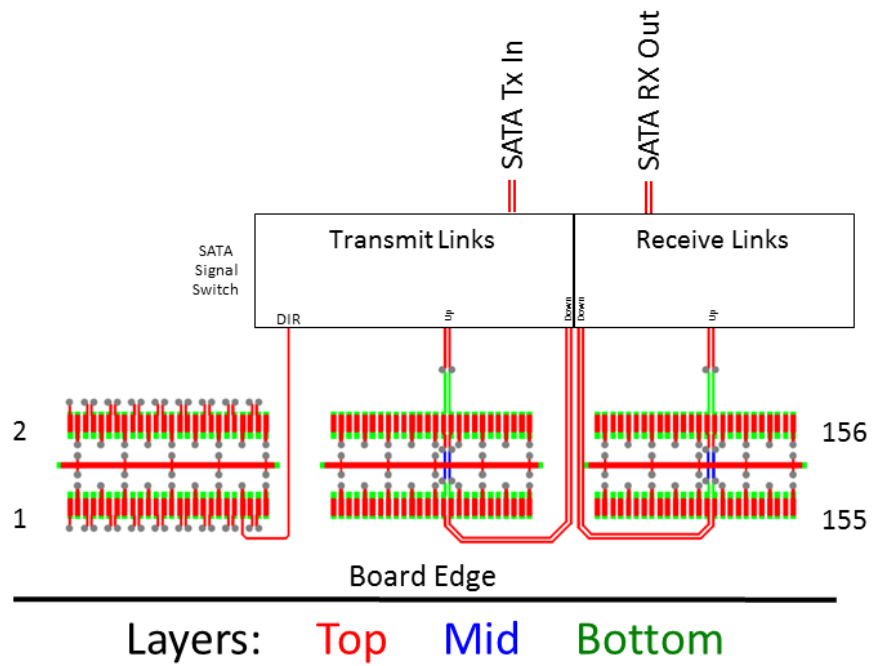 SATA Tx In
SATA RX Out
SATA
Signal
Switch
Transmit Links
Receive Links
DIR
Up
Down
Down
Up
2
156
1
155
Board Edge
Layers: Top Mid Bottom